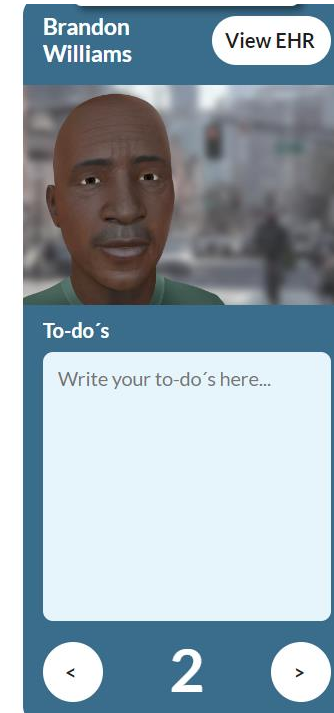 Brandon
Williams
View EHR
To-do´s
Write your to-do´s here...
<
2
>